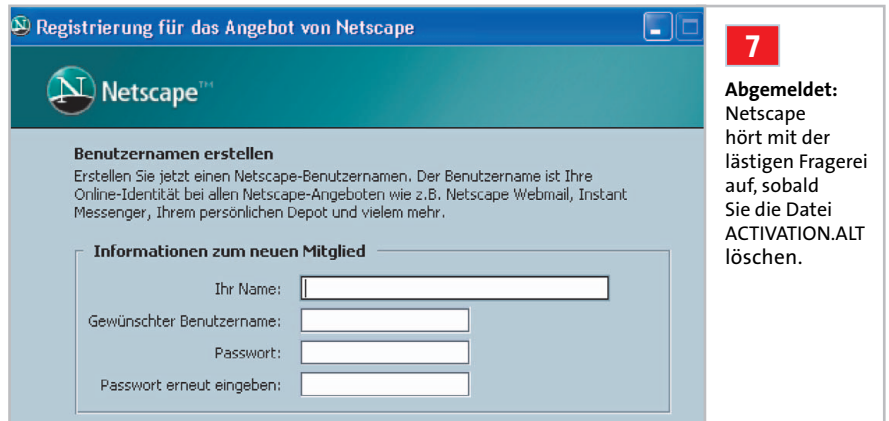 Registrierung für das Angebot von Netscape
Netscape™
Benutzernamen erstellen
Erstellen Sie jetzt einen Netscape-Benutzernamen. Der Benutzername ist Ihre
Online-Identität bei allen Netscape-Angeboten wie z.B. Netscape Webmail, Instant
Messenger, Ihrem persönlichen Depot und vielem mehr.
Informationen zum neuen Mitglied
Ihr Name:
Gewünschter Benutzername:
Passwort:
Passwort erneut eingeben:
7
Abgemeldet:
Netscape
hört mit der
lästigen Fragerei
auf, sobald
Sie die Datei
ACTIVATION.ALT
löschen.